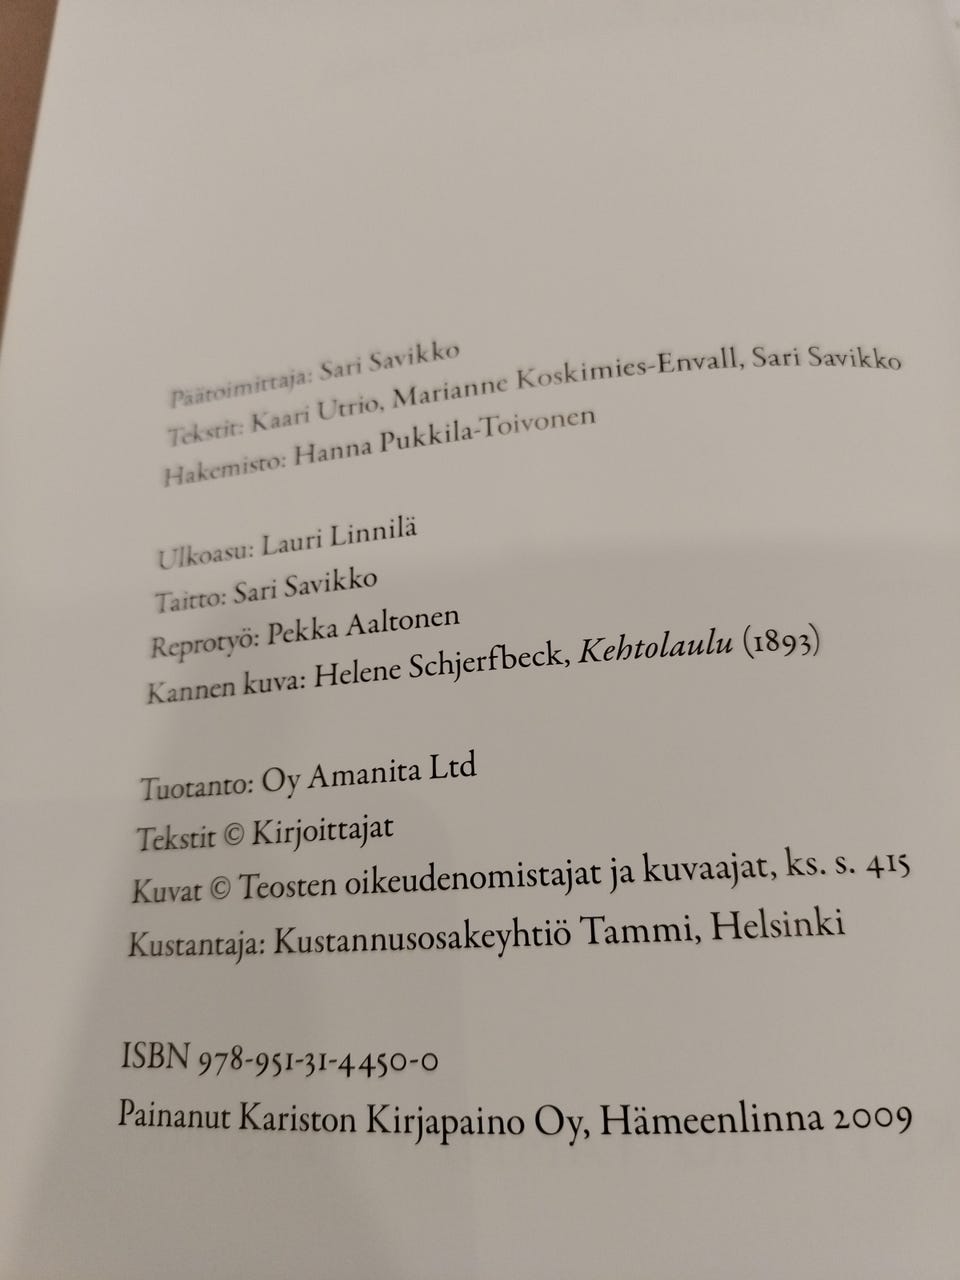 Päätoimittaja: Sari Savikko
Tekstit: Kaari Utrio, Marianne Koskimies-Envall, Sari Savikko
Hakemisto: Hanna Pukkila-Toivonen
Ulkoasu: Lauri Linnilä
Taitto: Sari Savikko
Reprotyö: Pekka Aaltonen
Kannen kuva: Helene Schjerfbeck, Kehtolaulu (1893)
Tuotanto: Oy Amanita Ltd
Tekstit © Kirjoittajat
Kuvat © Teosten oikeudenomistajat ja kuvaajat, ks. s. 415
Kustantaja: Kustannusosakeyhtiö Tammi, Helsinki
ISBN 978-951-31-4450-0
Painanut Kariston Kirjapaino Oy, Hämeenlinna 2009